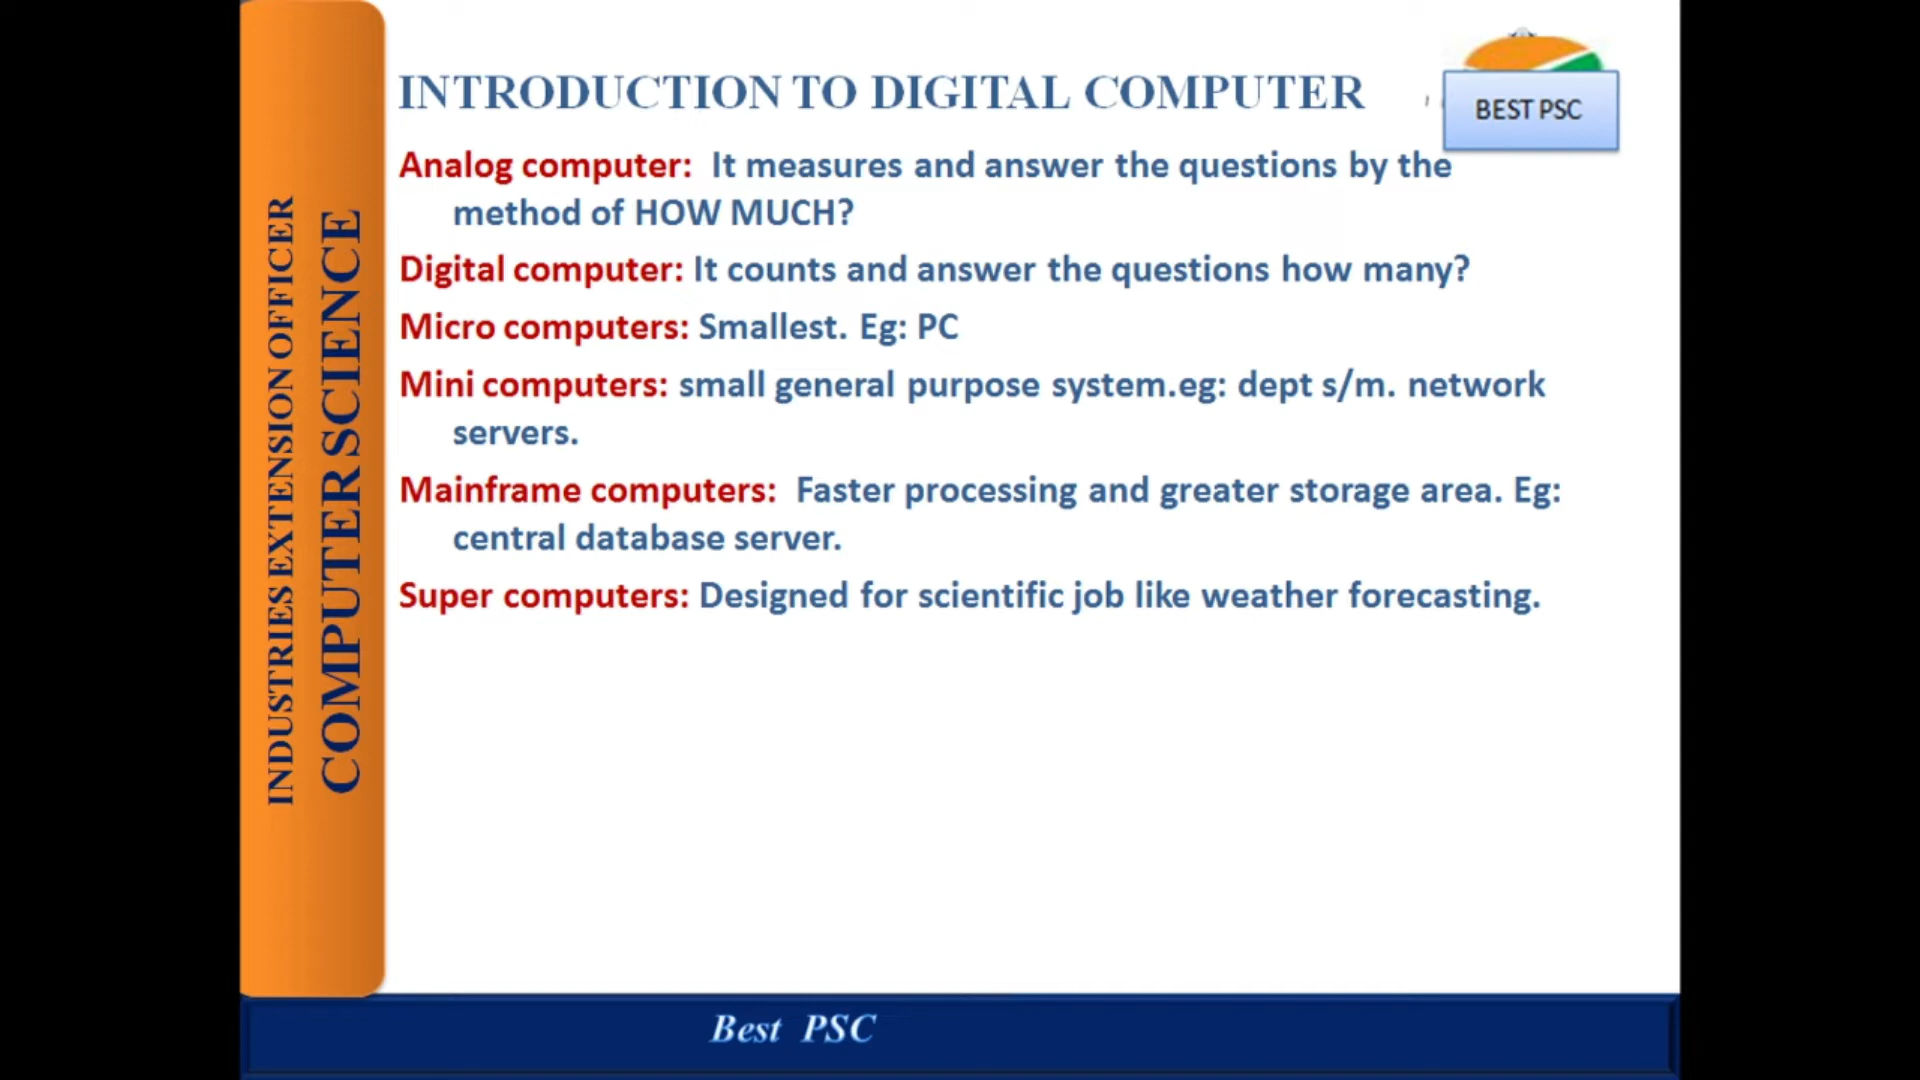 INTRODUCTION TO DIGITAL COMPUTER
BEST PSC
Analog computer: It measures and answer the questions by the
method of HOW MUCH?
Digital computer: It counts and answer the questions how many?
Micro computers: Smallest. Eg: PC
Mini computers: small general purpose system.eg: dept s/m. network
servers.
Mainframe computers: Faster processing and greater storage area. Eg:
central database server.
Super computers: Designed for scientific job like weather forecasting.
INDUSTRIES EXTENSION OFFICER
COMPUTER SCIENCE
Best PSC